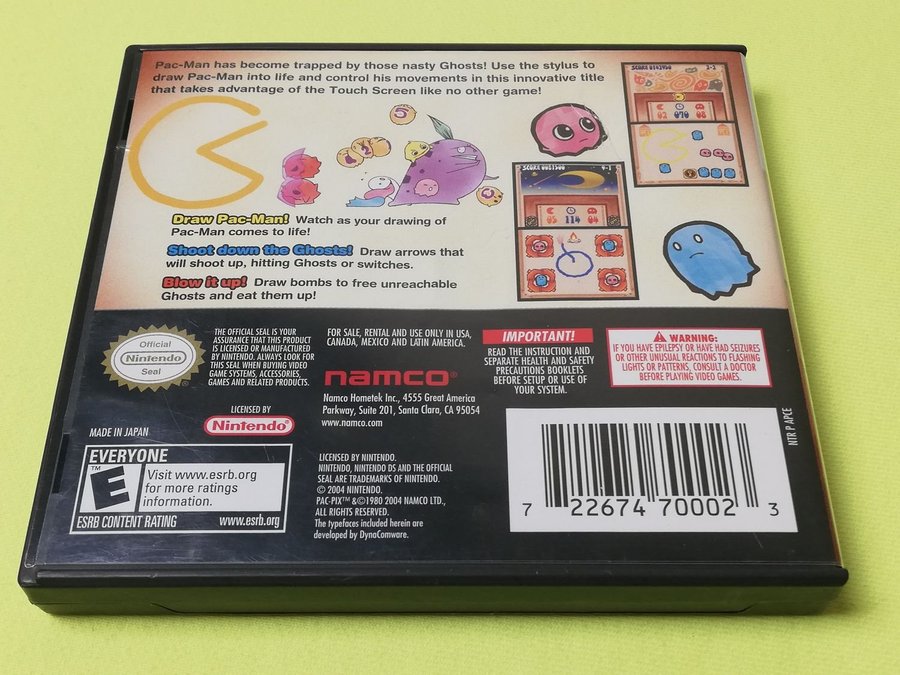 Pac-Man has become trapped by those nasty Ghosts! Use the stylus to
draw Pac-Man into life and control his movements in this innovative title
that takes advantage of the Touch Screen like no other game!
Draw Pac-Man! Watch as your drawing of
Pac-Man comes to life!
Shoot down the Ghosts! Draw arrows that
will shoot up, hitting Ghosts or switches.
Blow it up! Draw bombs to free unreachable
Ghosts and eat them up!
1-1
4-1
Official
Nintendo
Seal
THE OFFICIAL SEAL IS YOUR
ASSURANCE THAT THIS PRODUCT
IS LICENSED OR MANUFACTURED
BY NINTENDO. ALWAYS LOOK FOR
THIS SEAL WHEN BUYING VIDEO
GAME SYSTEMS, ACCESSORIES,
GAMES AND RELATED PRODUCTS.
LICENSED BY
Nintendo®
MADE IN JAPAN
EVERYONE
E™
Visit www.esrb.org
for more ratings
information.
ESRB CONTENT RATING www.esrb.org
FOR SALE, RENTAL AND USE ONLY IN USA,
CANADA, MEXICO AND LATIN AMERICA.
namco®
Namco Hometek Inc., 4555 Great America
Parkway, Suite 201, Santa Clara, CA 95054
www.namco.com
LICENSED BY NINTENDO.
NINTENDO, NINTENDO DS AND THE OFFICIAL
SEAL ARE TRADEMARKS OF NINTENDO.
© 2004 NINTENDO.
PAC-PIX™ &©1980 2004 NAMCO LTD.,
ALL RIGHTS RESERVED.
The typefaces included herein are
developed by DynaComware.
IMPORTANT!
READ THE INSTRUCTION AND
SEPARATE HEALTH AND SAFETY
PRECAUTIONS BOOKLETS
BEFORE SETUP OR USE OF
YOUR SYSTEM.
WARNING:
IF YOU HAVE EPILEPSY OR HAVE HAD SEIZURES
OR OTHER UNUSUAL REACTIONS TO FLASHING
LIGHTS OR PATTERNS, CONSULT A DOCTOR
BEFORE PLAYING VIDEO GAMES.
NTR P APCE
7 22674 70002 3